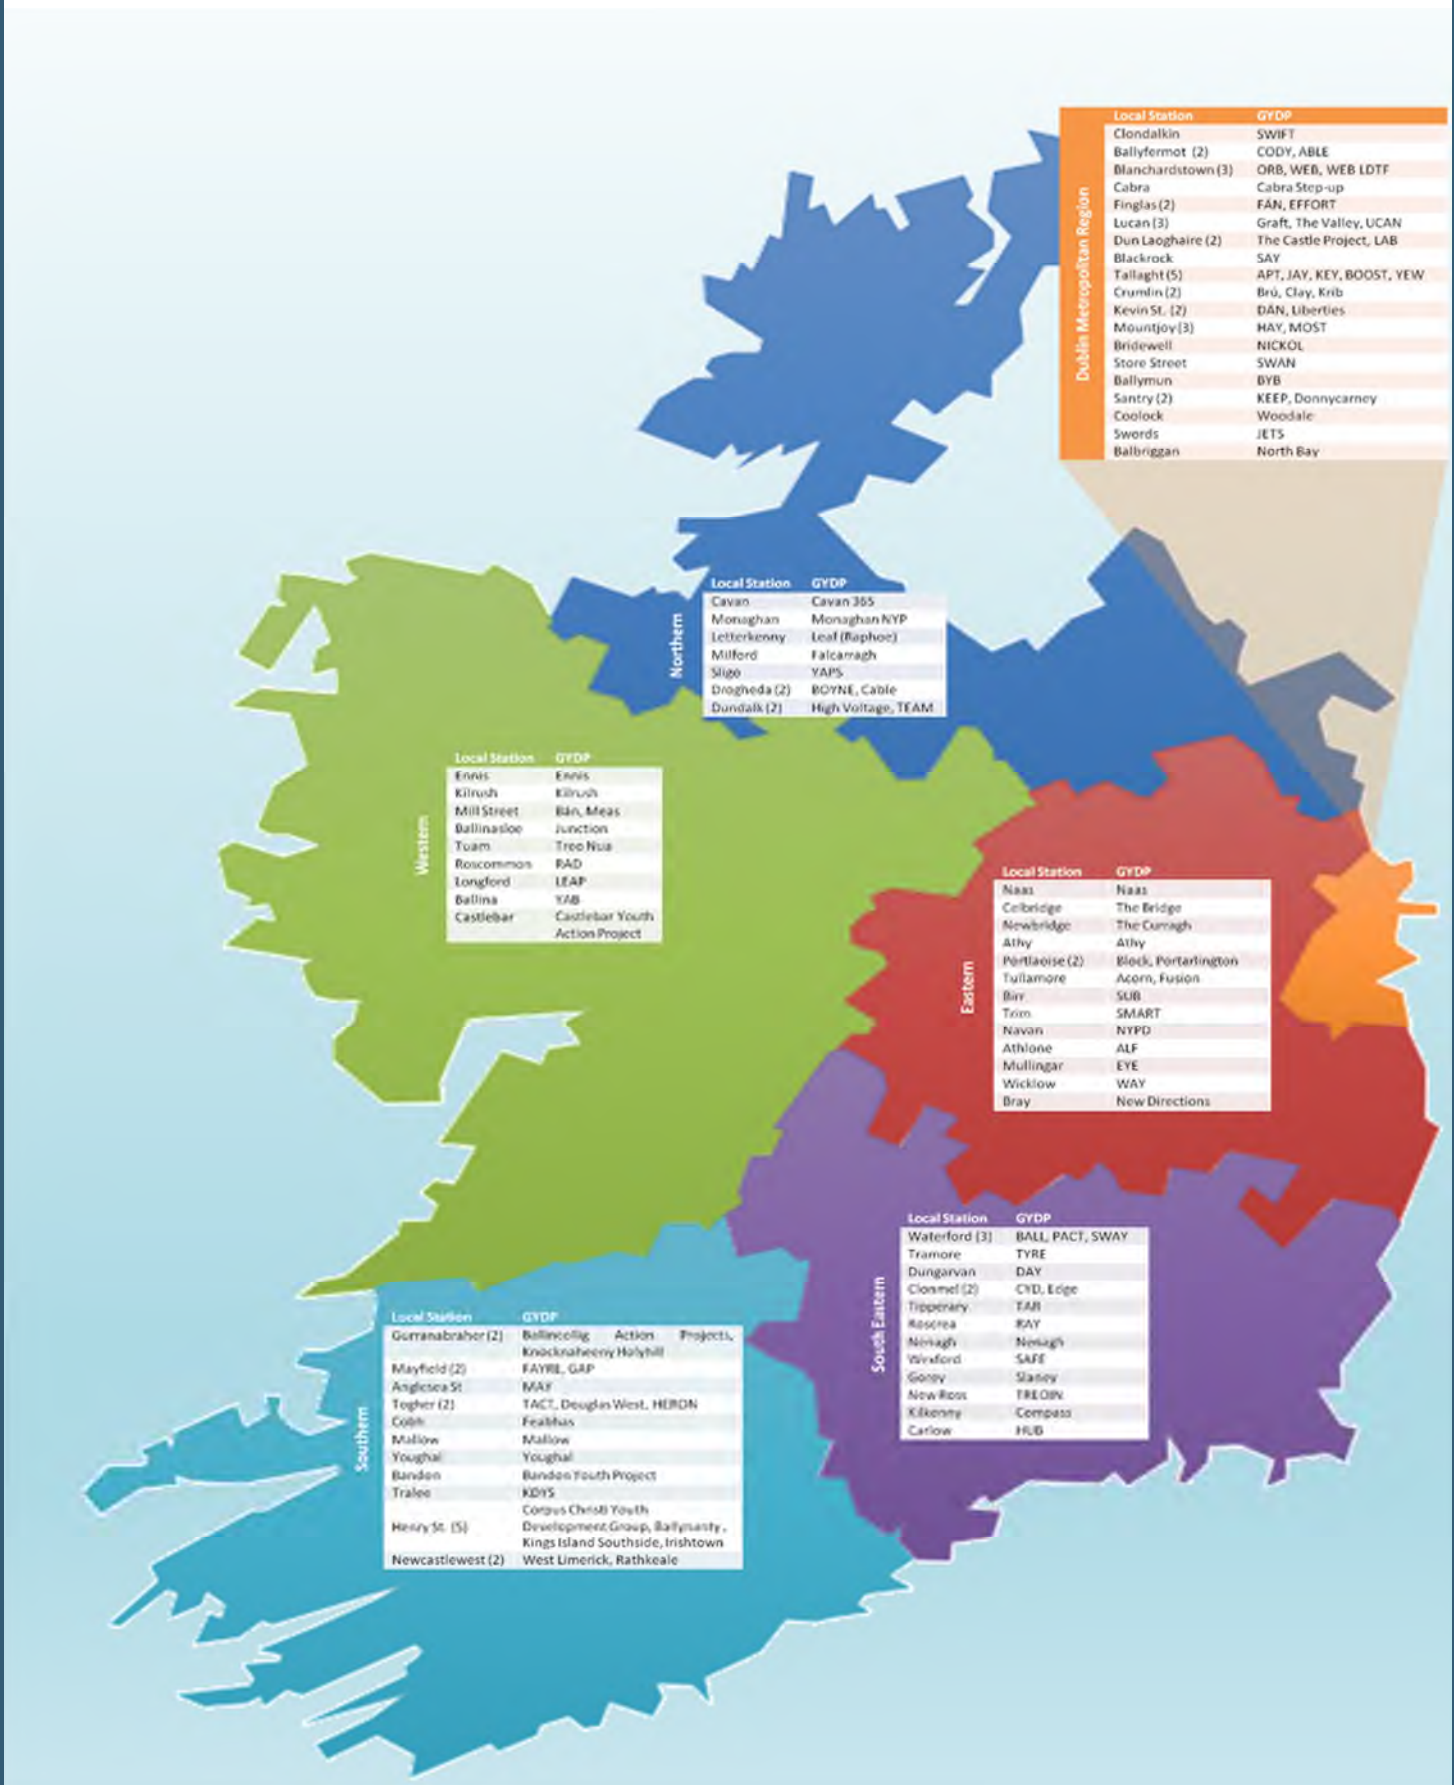 Dublin Metropolitan Region
Local Station GYDP
Clondalkin SWIFT
Ballyfermot (2) CODY, ABLE
Blanchardstown (3) ORB, WEB, WEB LDTF
Cabra Cabra Step-up
Finglas (2) FAN, EFFORT
Lucan (3) Graft, The Valley, UCAN
Dun Laoghaire (2) The Castle Project, LAB
Blackrock SAY
Tallaght (5) APT, JAY, KEY, BOOST, YEW
Crumlin (2) Brú, Clay, Krib
Kevin St. (2) DAN, Liberties
Mountjoy (3) HAY, MOST
Bridewell NICKOL
Store Street SWAN
Ballymun BYB
Santry (2) KEEP, Donnycarney
Coolock Woodale
Swords JETS
Balbriggan North Bay
Northern
Local Station GYDP
Cavan Cavan 365
Monaghan Monaghan NYP
Letterkenny Leaf (Raphoe)
Milford Falcarragh
Sligo YAPS
Drogheda (2) BOYNE, Cable
Dundalk (2) High Voltage, TEAM
Western
Local Station GYDP
Ennis Ennis
Kilrush Kilrush
Mill Street Bán, Meas
Ballinasloe Junction
Tuam Treo Nua
Roscommon RAD
Longford LEAP
Ballina YAB
Castlebar Castlebar Youth
Action Project
Eastern
Local Station GYDP
Naas Naas
Celbridge The Bridge
Newbridge The Curragh
Athy Athy
Portlaoise (2) Block, Portarlington
Tullamore Acorn, Fusion
Birr SUB
Trim SMART
Navan NYPD
Athlone ALF
Mullingar EYE
Wicklow WAY
Bray New Directions
South Eastern
Local Station GYDP
Waterford (3) BALL, PACT, SWAY
Tramore TYRE
Dungarvan DAY
Clonmel (2) CYD, Edge
Tipperary TAB
Roscrea RAY
Nenagh Nenagh
Wexford SAFE
Gorey Slaney
New Ross TREOIN
Kilkenny Compass
Carlow HUB
Southern
Local Station GYDP
Gurranabraher (2) Ballincollig Action Projects,
Knocknaheeny Holyhill
Mayfield (2) FAYRE, GAP
Anglesea St MAY
Togher (2) TACT, Douglas West, HERON
Cobh Feabhas
Mallow Mallow
Youghal Youghal
Bandon Bandon Youth Project
Tralee KDYS
Corpus Christi Youth
Henry St. (5) Development Group, Ballynanty,
Kings Island Southside, Irishtown
Newcastlewest (2) West Limerick, Rathkeale